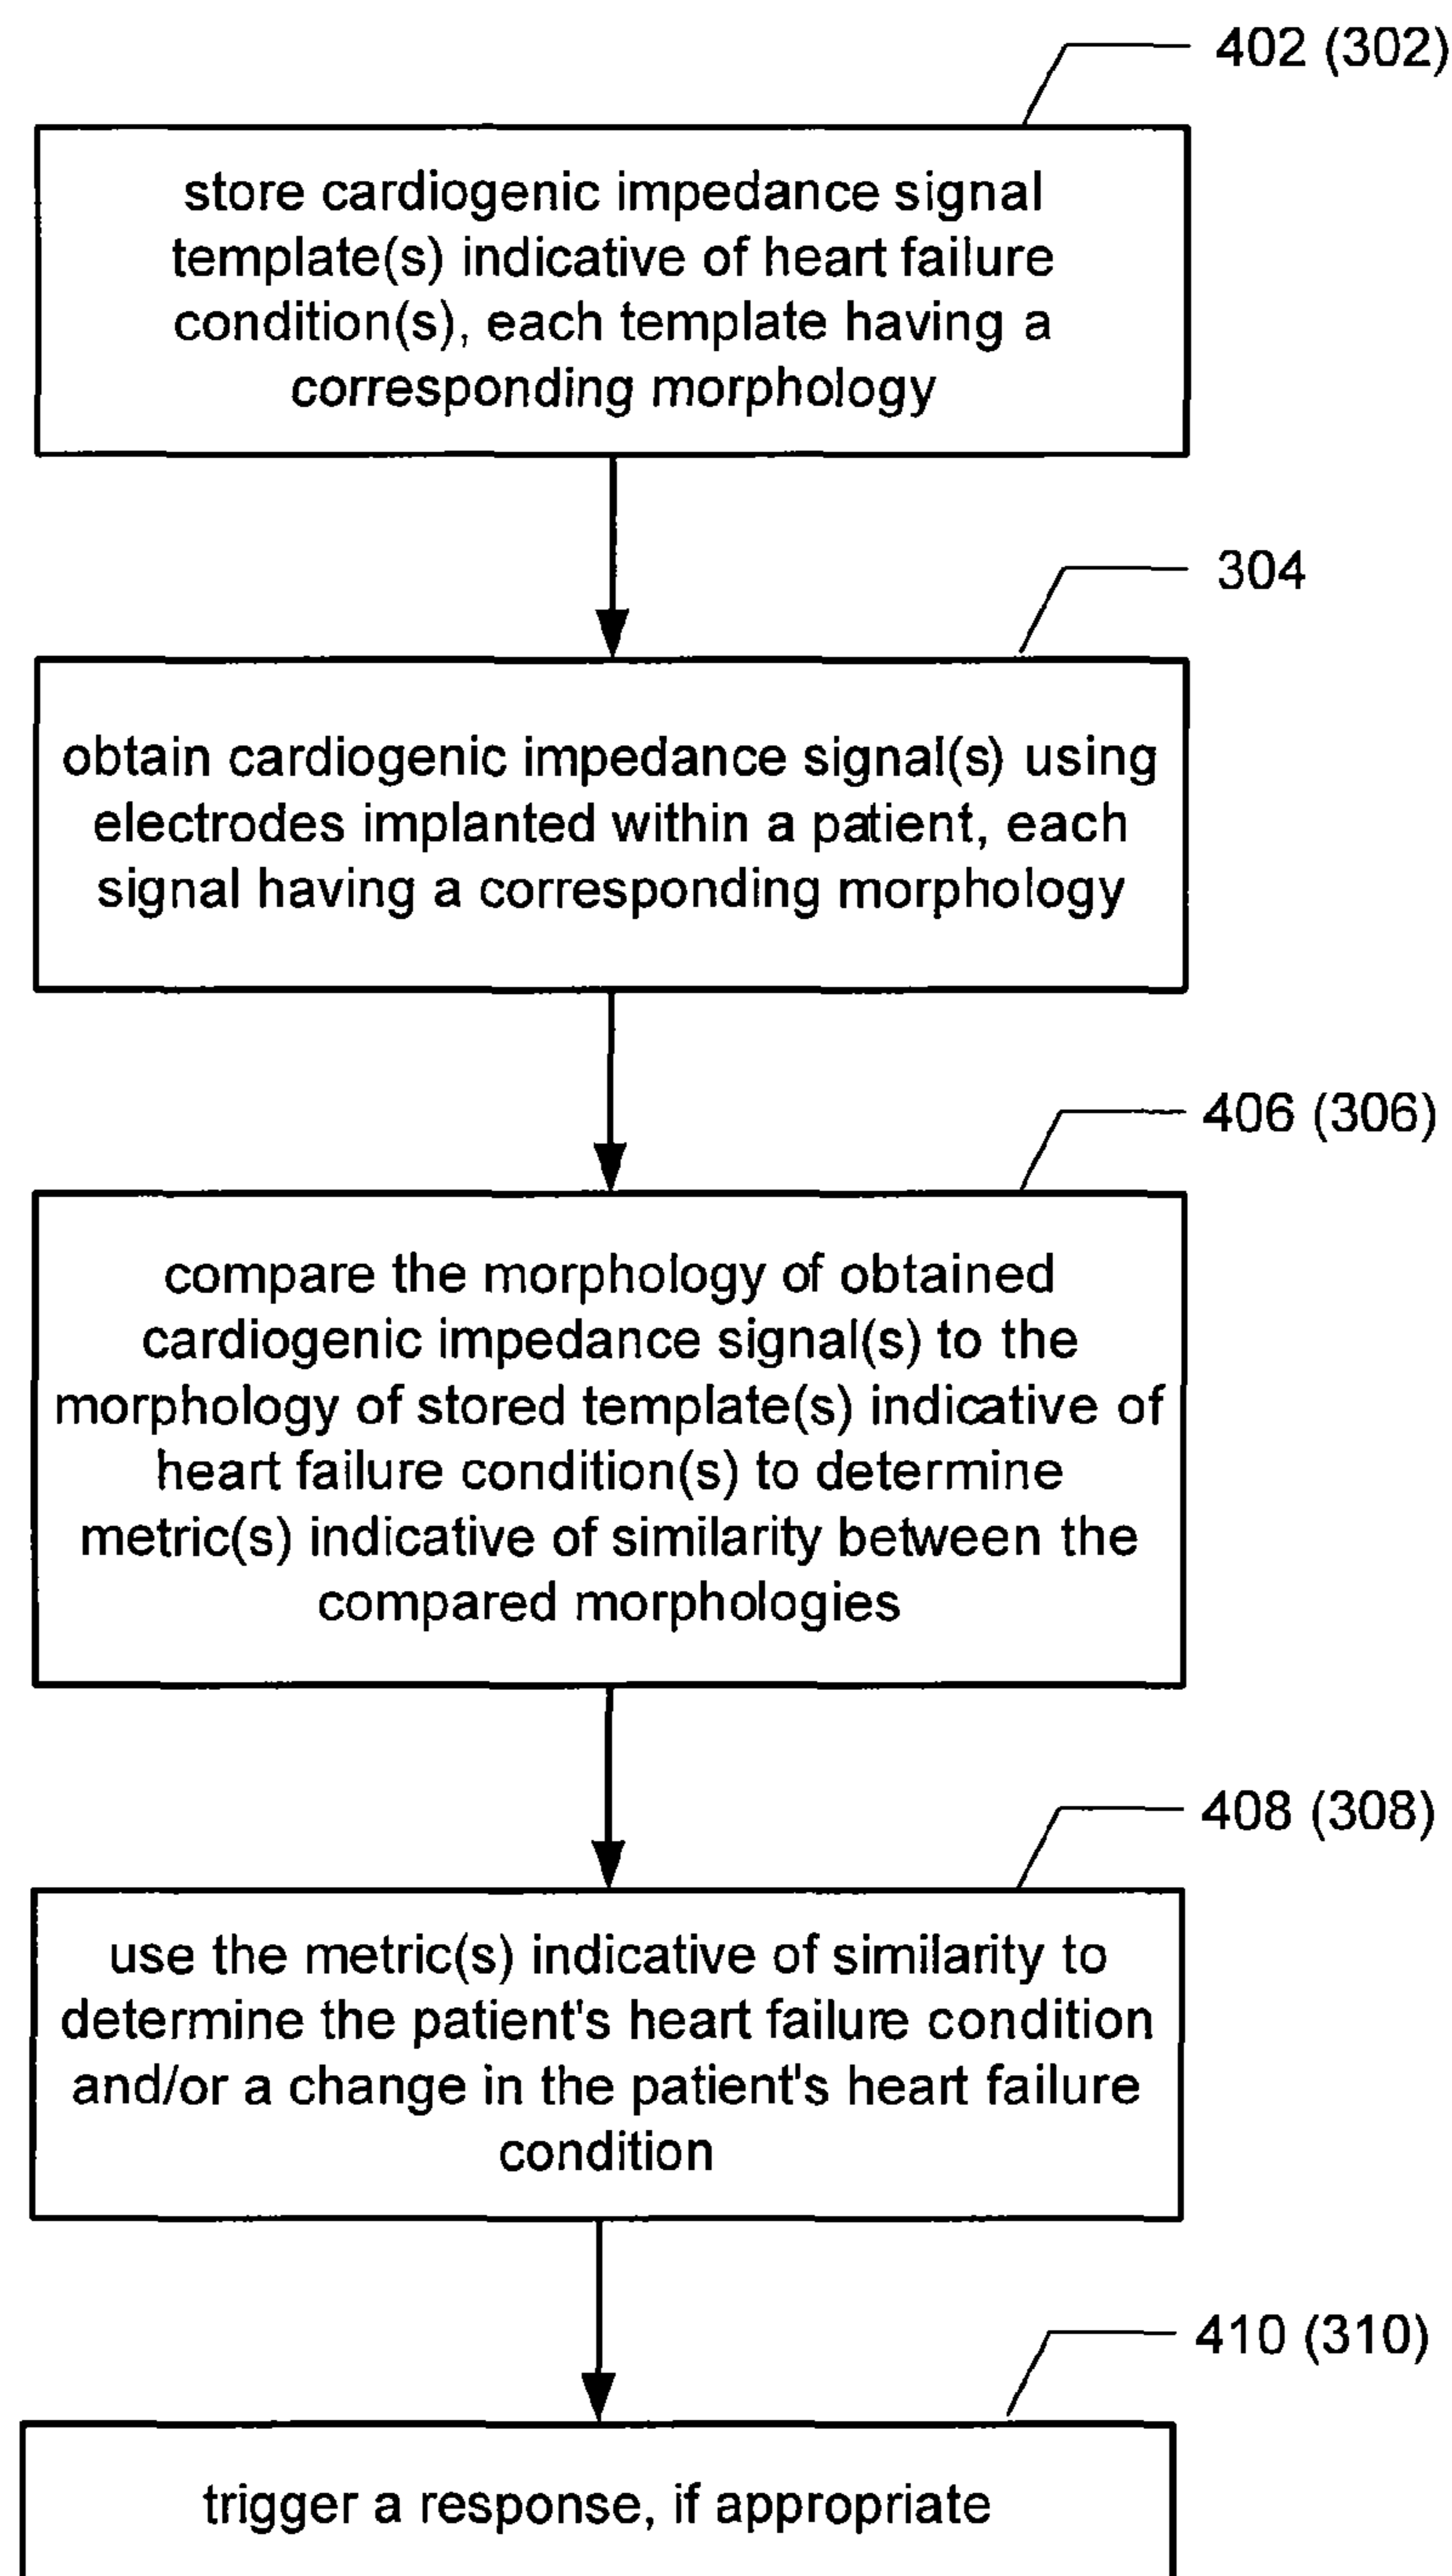 402 (302)
store cardiogenic impedance signal
template(s) indicative of heart failure
condition(s), each template having a
corresponding morphology
304
obtain cardiogenic impedance signal(s) using
electrodes implanted within a patient, each
signal having a corresponding morphology
406 (306)
compare the morphology of obtained
cardiogenic impedance signal(s) to the
morphology of stored template(s) indicative of
heart failure condition(s) to determine
metric(s) indicative of similarity between the
compared morphologies
408 (308)
use the metric(s) indicative of similarity to
determine the patient's heart failure condition
and/or a change in the patient's heart failure
condition
410 (310)
trigger a response, if appropriate